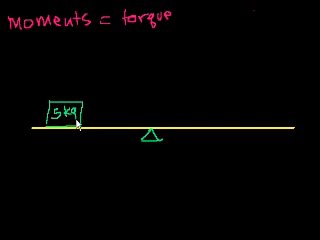 moments = torque
5kg